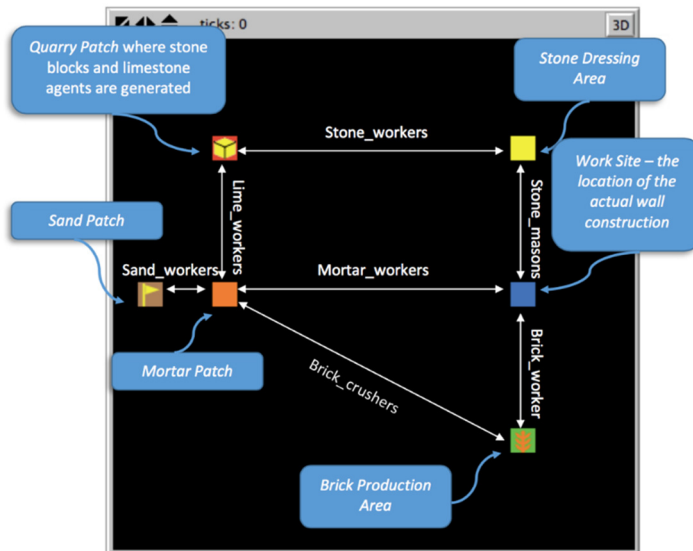 ticks: 0
3D
Quarry Patch where stone
blocks and limestone
agents are generated
Stone Dressing
Area
Stone_workers
Work Site – the
location of the
actual wall
construction
Lime_workers
Stone_masons
Sand Patch
Sand_workers
Mortar_workers
Mortar Patch
Brick_crushers
Brick_worker
Brick Production
Area